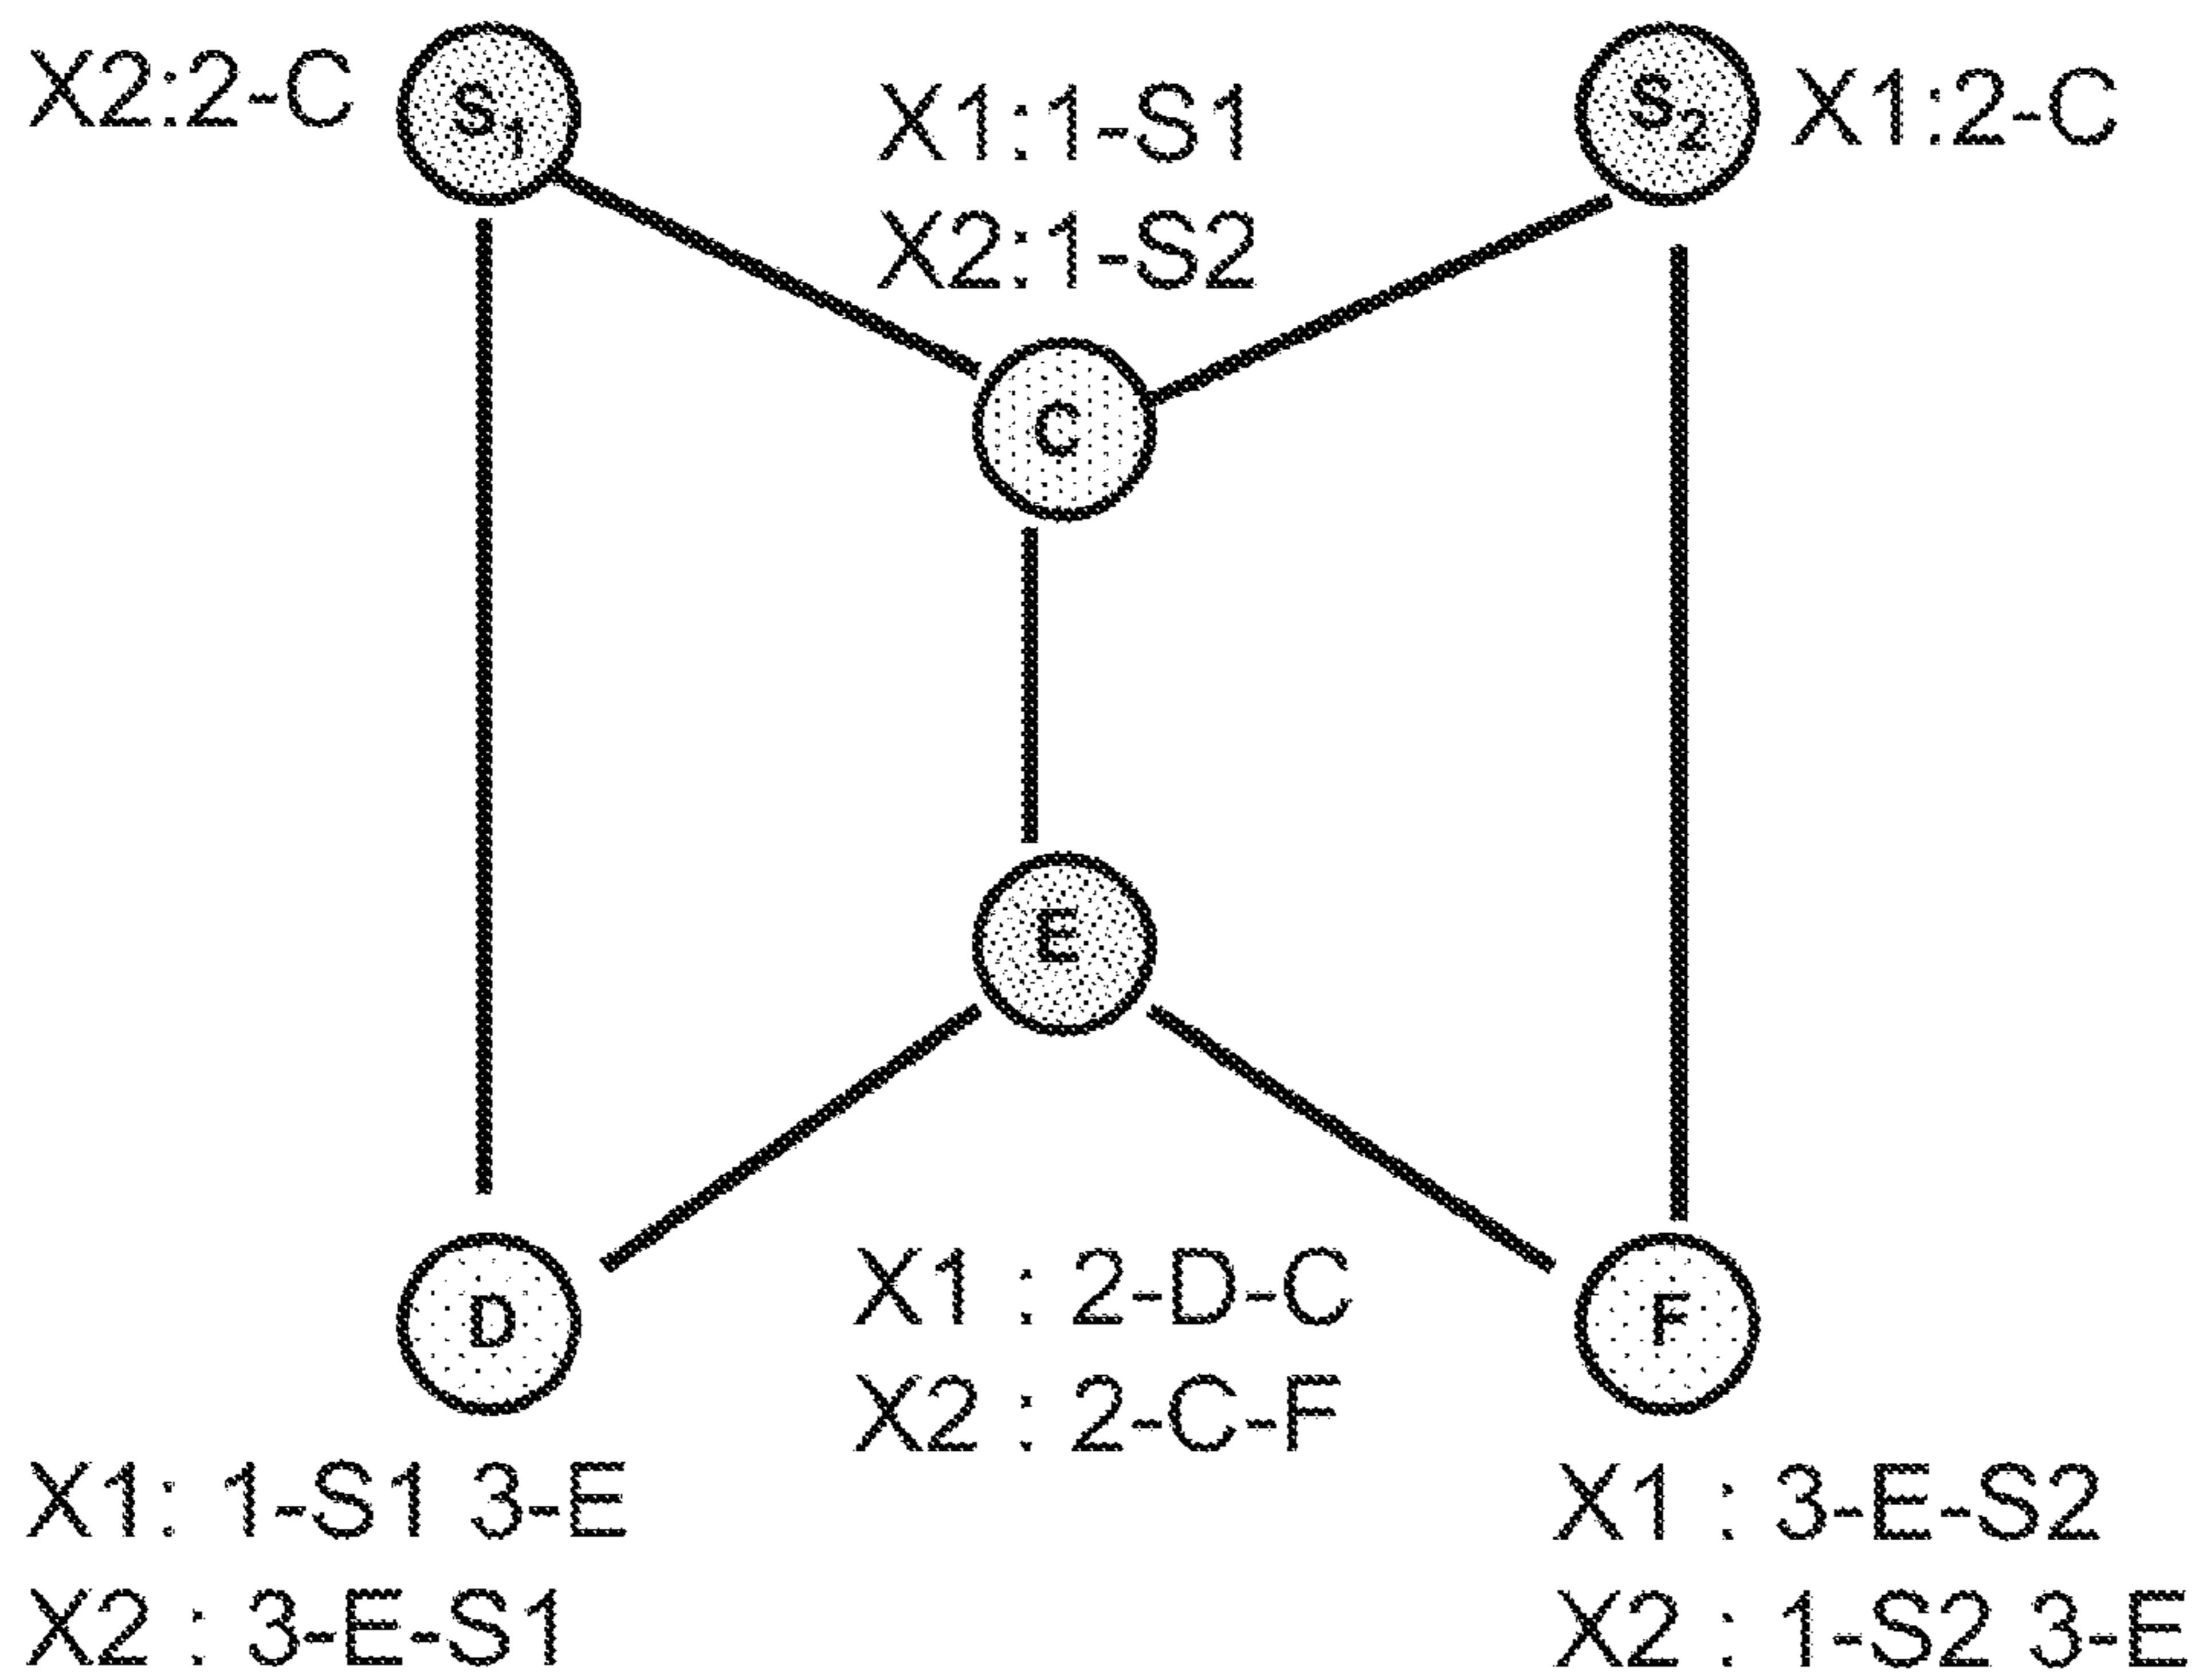 X2:2-C
S1
X1:1-S1
X2:1-S2
S2
X1:2-C
C
E
D
X1 : 2-D-C
X2 : 2-C-F
F
X1: 1-S1 3-E
X2 : 3-E-S1
X1 : 3-E-S2
X2 : 1-S2 3-E